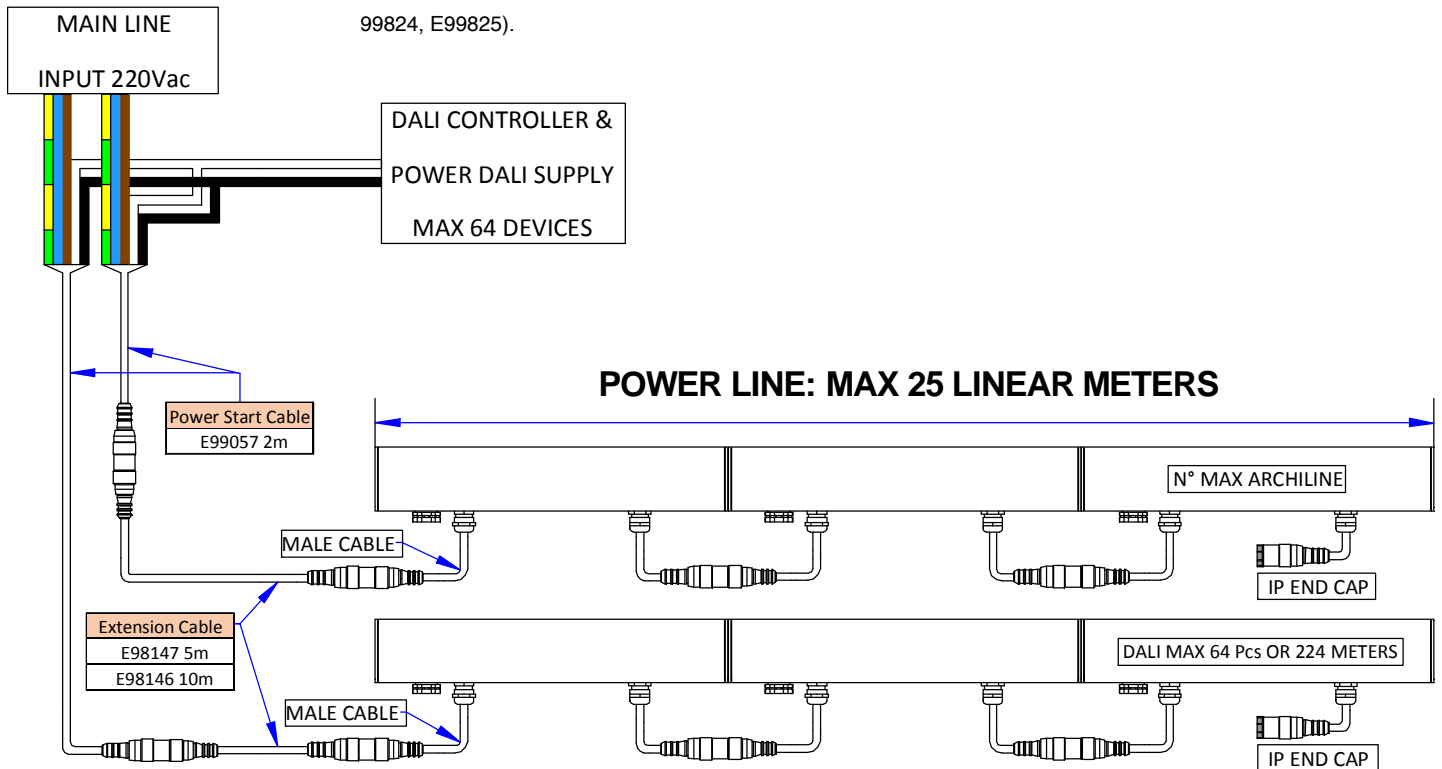 MAIN LINE
INPUT 220Vac
99824, E99825).
DALI CONTROLLER &
POWER DALI SUPPLY
MAX 64 DEVICES
POWER LINE: MAX 25 LINEAR METERS
Power Start Cable
E99057 2m
N° MAX ARCHILINE
MALE CABLE
IP END CAP
Extension Cable
E98147 5m
E98146 10m
DALI MAX 64 Pcs OR 224 METERS
MALE CABLE
IP END CAP